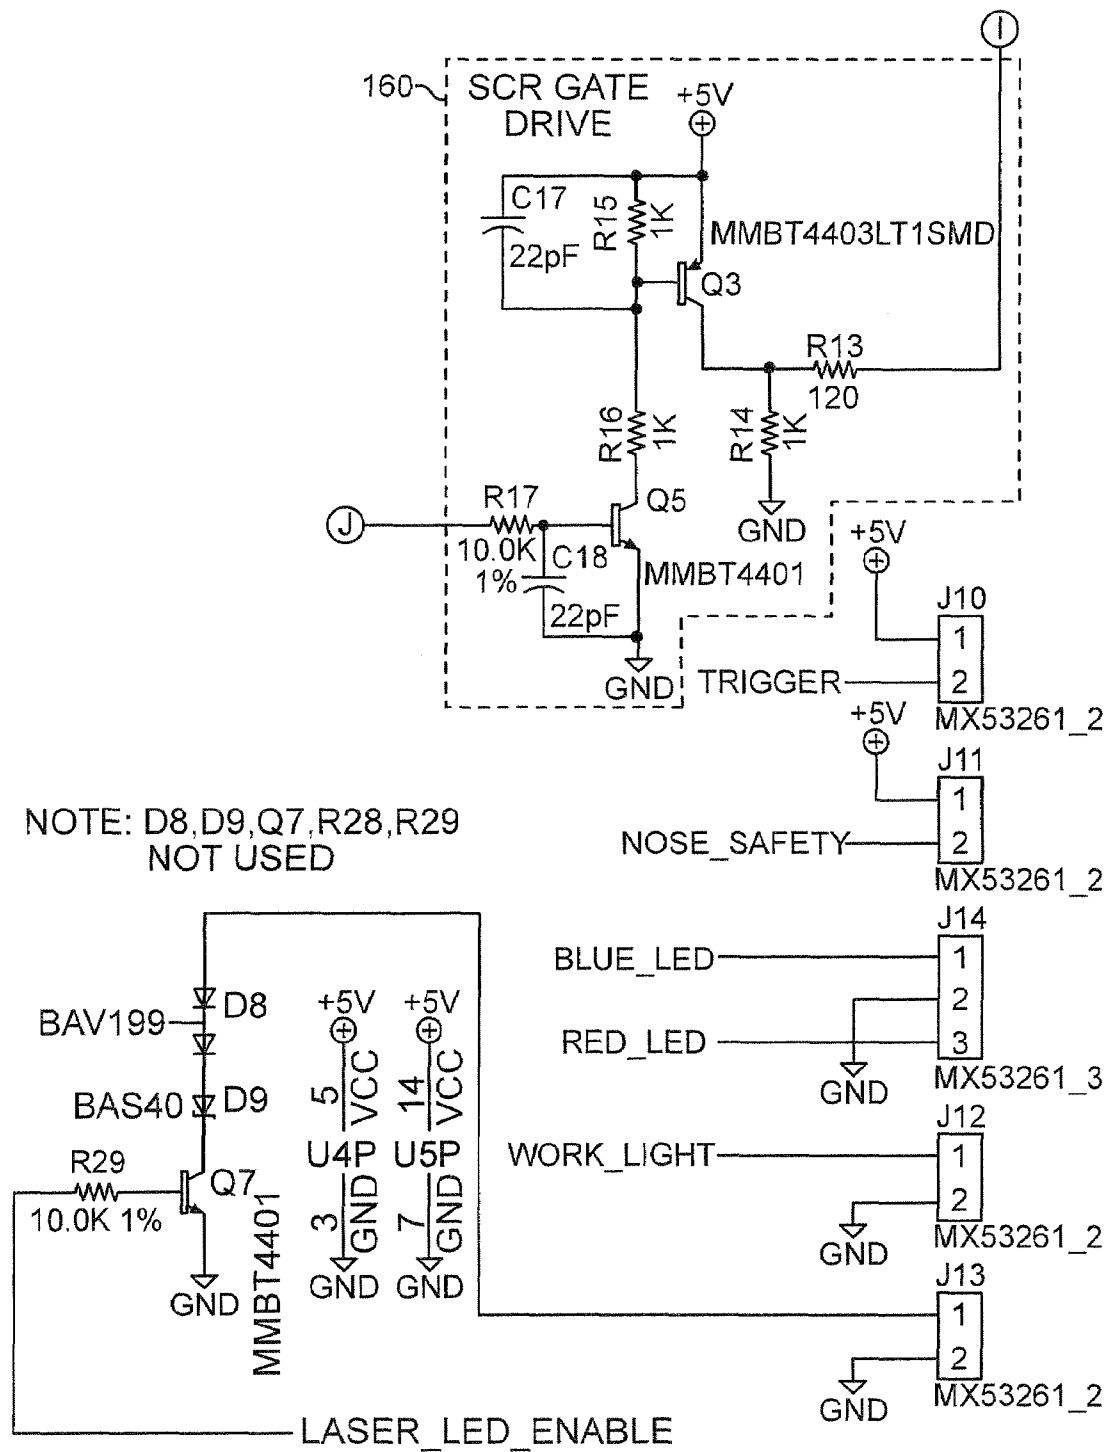 I
160
SCR GATE
DRIVE
+5V
C17
22pF
R15
1K
MMBT4403LT1SMD
Q3
R13
120
R16
1K
R14
1K
GND
J
R17
10.0K
1%
Q5
C18
22pF
MMBT4401
GND
+5V
J10
1
TRIGGER
2
MX53261_2
+5V
J11
1
NOSE_SAFETY
2
MX53261_2
NOTE: D8,D9,Q7,R28,R29
NOT USED
J14
BLUE_LED
1
2
RED_LED
3
GND
MX53261_3
D8
BAV199
BAS40
D9
+5V
+5V
5
VCC
14
VCC
U4P
U5P
3
GND
7
GND
GND
GND
R29
10.0K 1%
Q7
MMBT4401
GND
J12
WORK_LIGHT
1
2
GND
MX53261_2
J13
1
2
GND
MX53261_2
LASER_LED_ENABLE